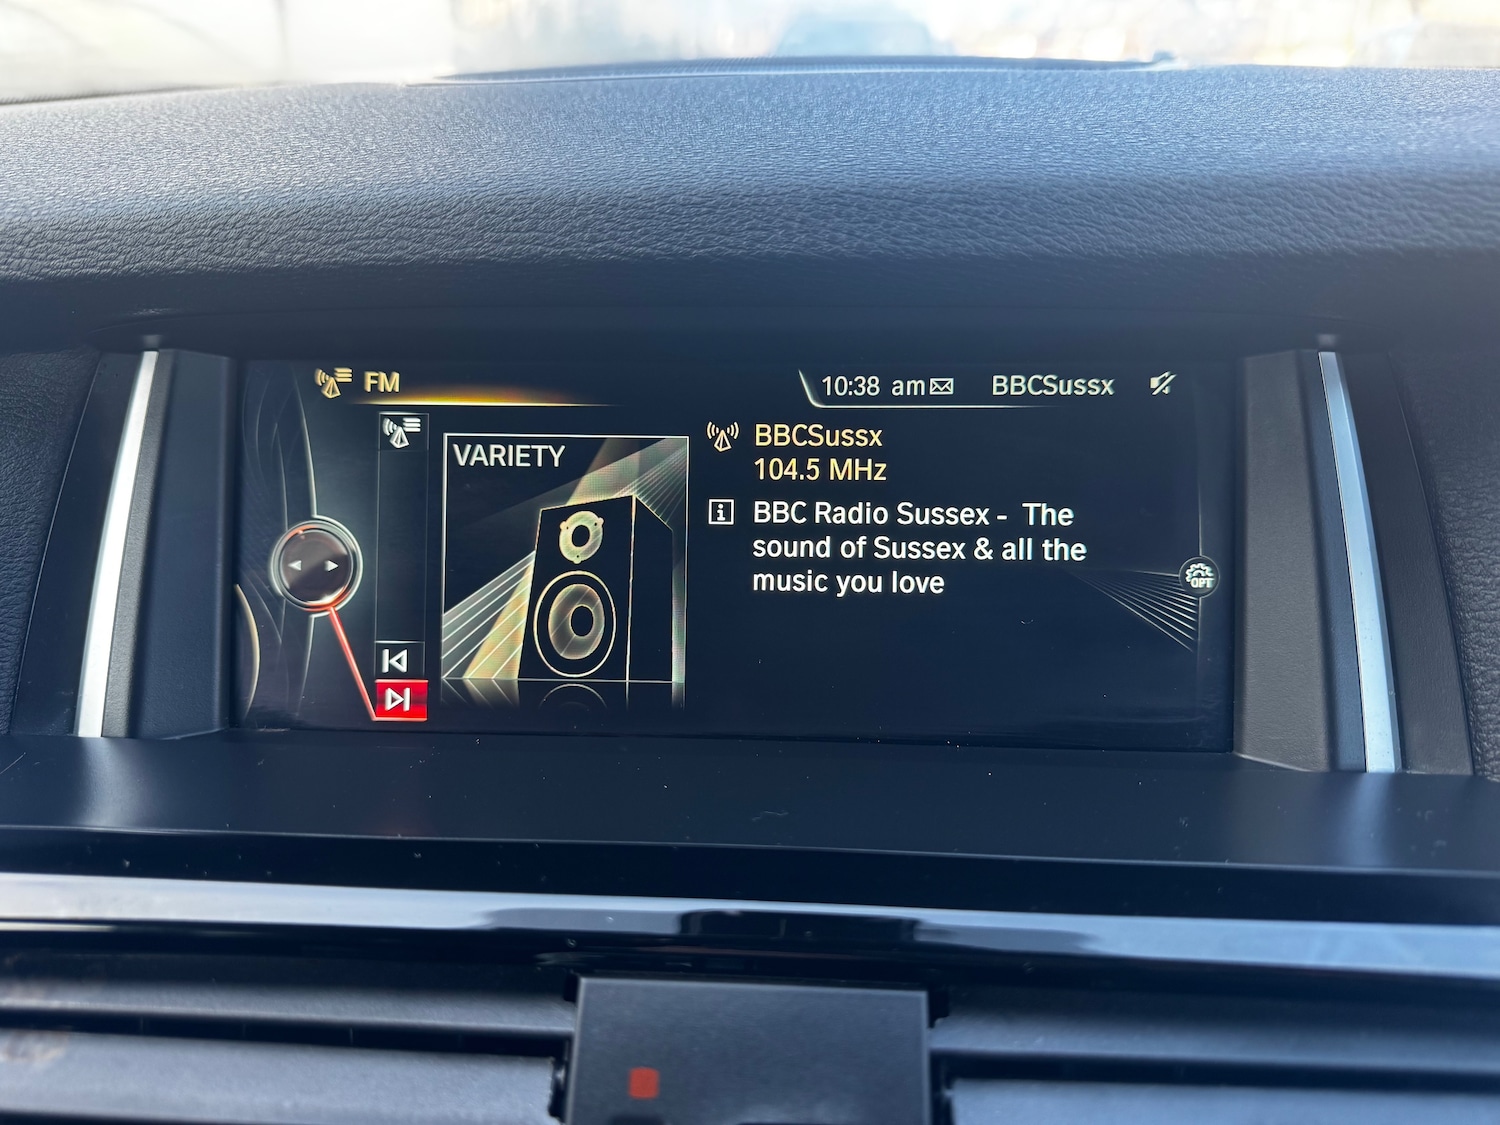 FM
10:38 am
BBCSussx
VARIETY
BBCSussx
104.5 MHz
BBC Radio Sussex - The
sound of Sussex & all the
music you love
OPT